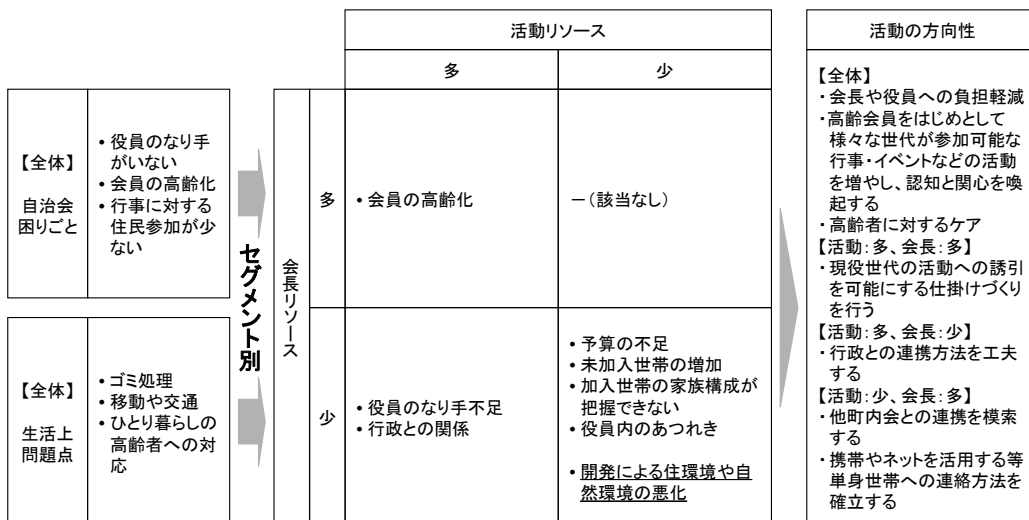 活動リソース
多
少
【全体】
自治会
困りごと
• 役員のなり手
がいない
• 会員の高齢化
• 行事に対する
住民参加が少
ない
【全体】
生活上
問題点
• ゴミ処理
• 移動や交通
• ひとり暮らしの
高齢者への対
応
セグメント別
会長リソース
多
• 会員の高齢化
－（該当なし）
少
• 役員のなり手不足
• 行政との関係
• 予算の不足
• 未加入世帯の増加
• 加入世帯の家族構成が
把握できない
• 役員内のあつれき
• 開発による住環境や自
然環境の悪化
活動の方向性
【全体】
・会長や役員への負担軽減
・高齢会員をはじめとして
様々な世代が参加可能な
行事・イベントなどの活動
を増やし、認知と関心を喚
起する
・高齢者に対するケア
【活動：多、会長：多】
・現役世代の活動への誘引
を可能にする仕掛けづくり
を行う
【活動：多、会長：少】
・行政との連携方法を工夫
する
【活動：少、会長：多】
・他町内会との連携を模索
する
・携帯やネットを活用する等
単身世帯への連絡方法を
確立する